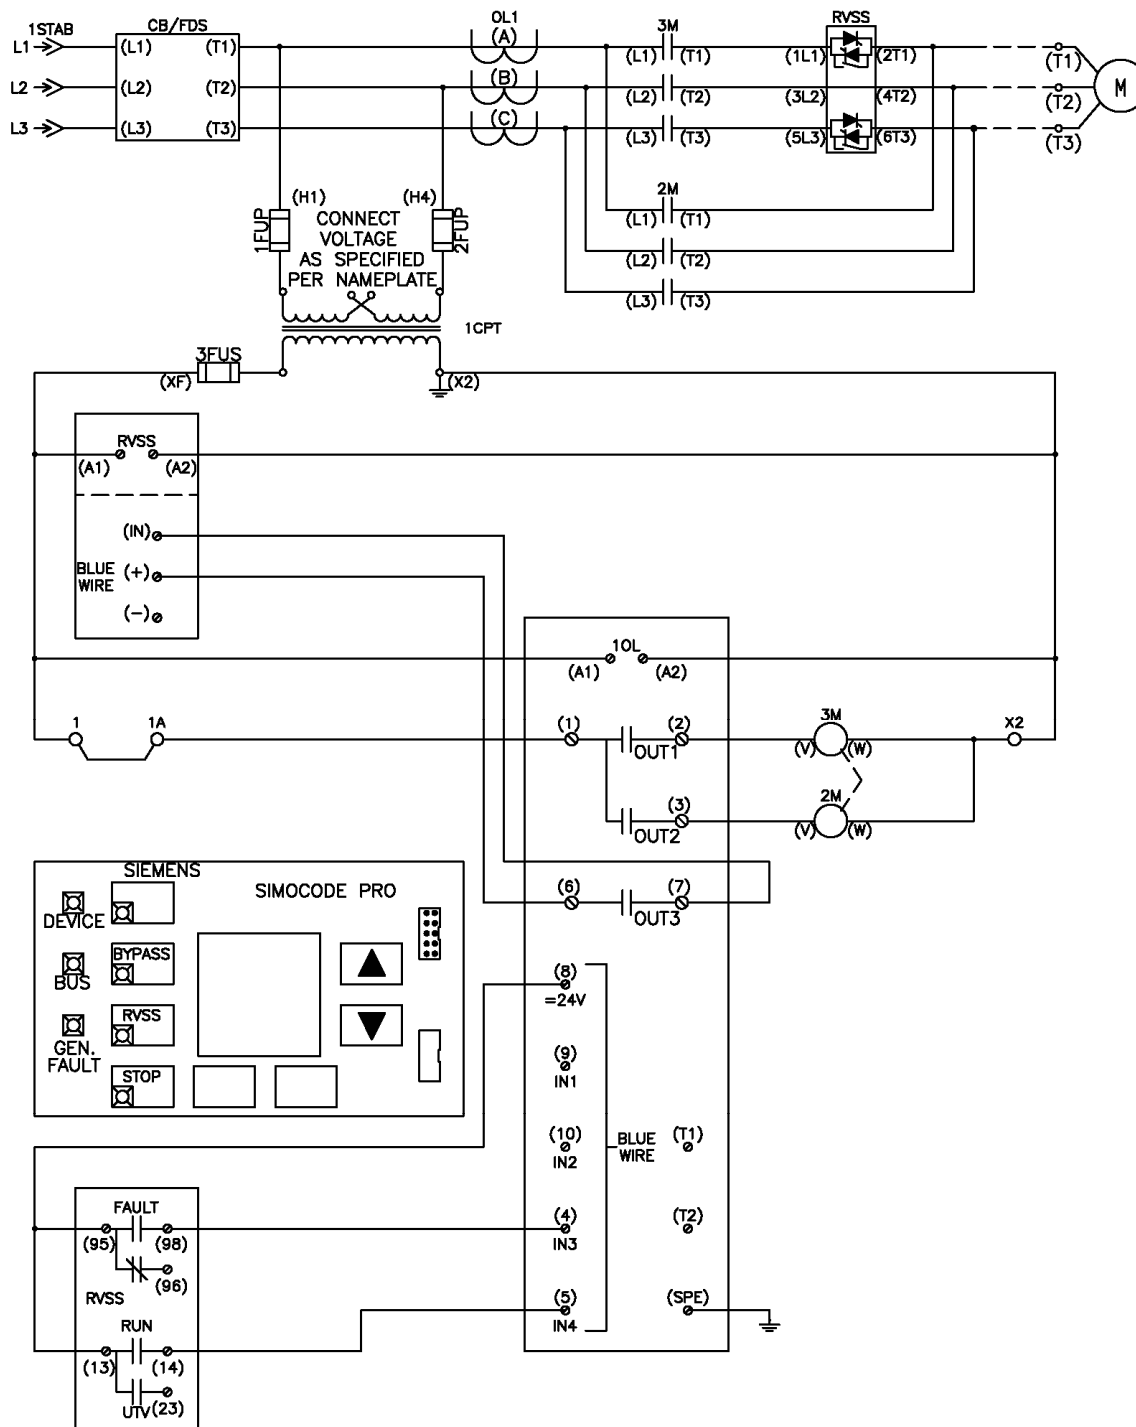 1STAB
CB/FDS
OL1
3M
RVSS
L1 (L1) (T1) (A) (L1) (T1) (1L1) (2T1) (T1)
L2 (L2) (T2) (B) (L2) (T2) (3L2) (4T2) (T2) M
L3 (L3) (T3) (C) (L3) (T3) (5L3) (6T3) (T3)
2M
(L1) (T1)
(L2) (T2)
(L3) (T3)
(H1) (H4)
1FUP
2FUP
CONNECT
VOLTAGE
AS SPECIFIED
PER NAMEPLATE
1CPT
3FUS
(XF) (X2)
RVSS
(A1) (A2)
(IN)
BLUE
WIRE
(+)
(-)
1OL
(A1) (A2)
1 1A (1) (2) 3M X2
OUT1 (V) (W)
(3) 2M
OUT2 (V) (W)
(6) (7)
OUT3
SIEMENS
SIMOCODE PRO
DEVICE
BYPASS
BUS
RVSS
GEN.
FAULT
STOP
(8)
=24V
(9)
IN1
(10)
IN2
BLUE
WIRE
(T1)
(4)
IN3
(T2)
(5)
IN4
(SPE)
FAULT
(95) (98)
(96)
RVSS
RUN
(13) (14)
UTV (23)